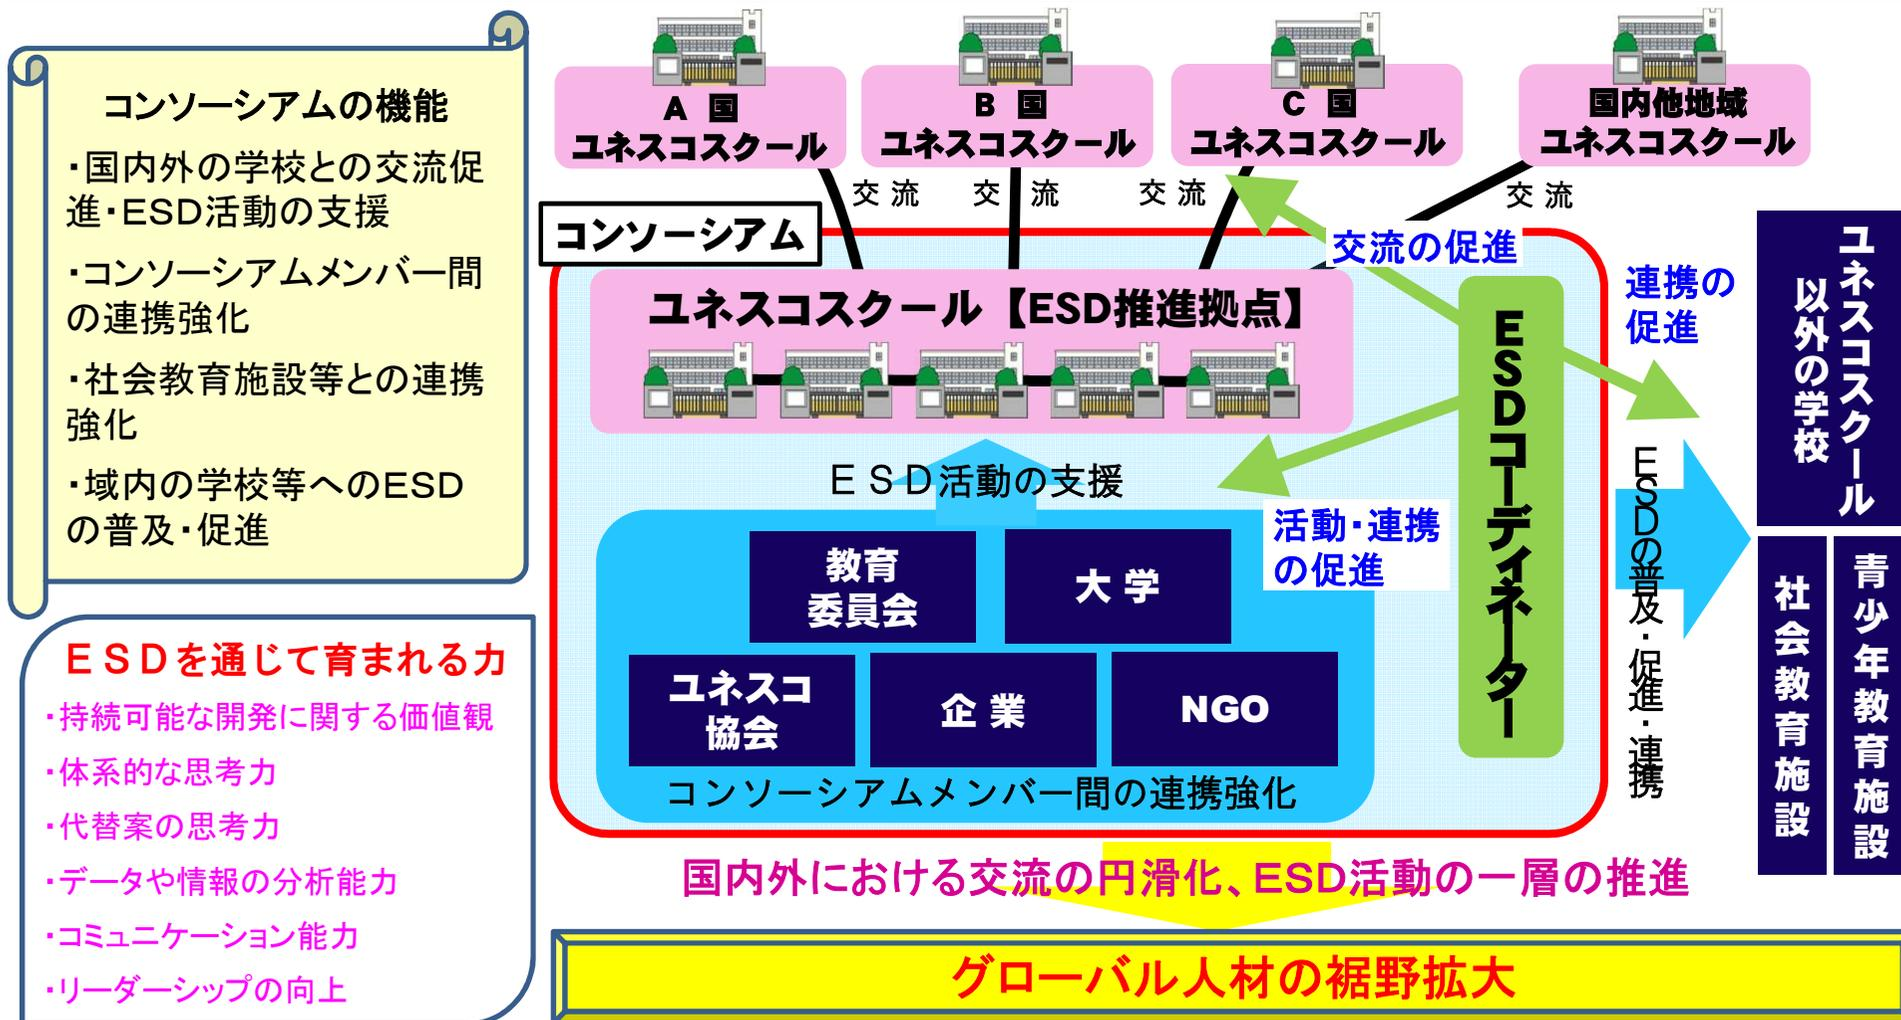 コンソーシアムの機能
・国内外の学校との交流促
進・ESD活動の支援
・コンソーシアムメンバー間
の連携強化
・社会教育施設等との連携
強化
・域内の学校等へのESD
の普及・促進
ESDを通じて育まれる力
・持続可能な開発に関する価値観
・体系的な思考力
・代替案の思考力
・データや情報の分析能力
・コミュニケーション能力
・リーダーシップの向上
A 国
ユネスコスクール
B 国
ユネスコスクール
C 国
ユネスコスクール
国内他地域
ユネスコスクール
交 流
交 流
交 流
交 流
コンソーシアム
交流の促進
ユネスコスクール【ESD推進拠点】
ESD活動の支援
活動・連携
の促進
教育
委員会
大 学
ユネスコ
協会
企 業
NGO
コンソーシアムメンバー間の連携強化
ESDコーディネーター
連携の
促進
ESDの普及・促進・連携
ユネスコスクール
以外の学校
青少年教育施設
社会教育施設
国内外における交流の円滑化、ESD活動の一層の推進
グローバル人材の裾野拡大